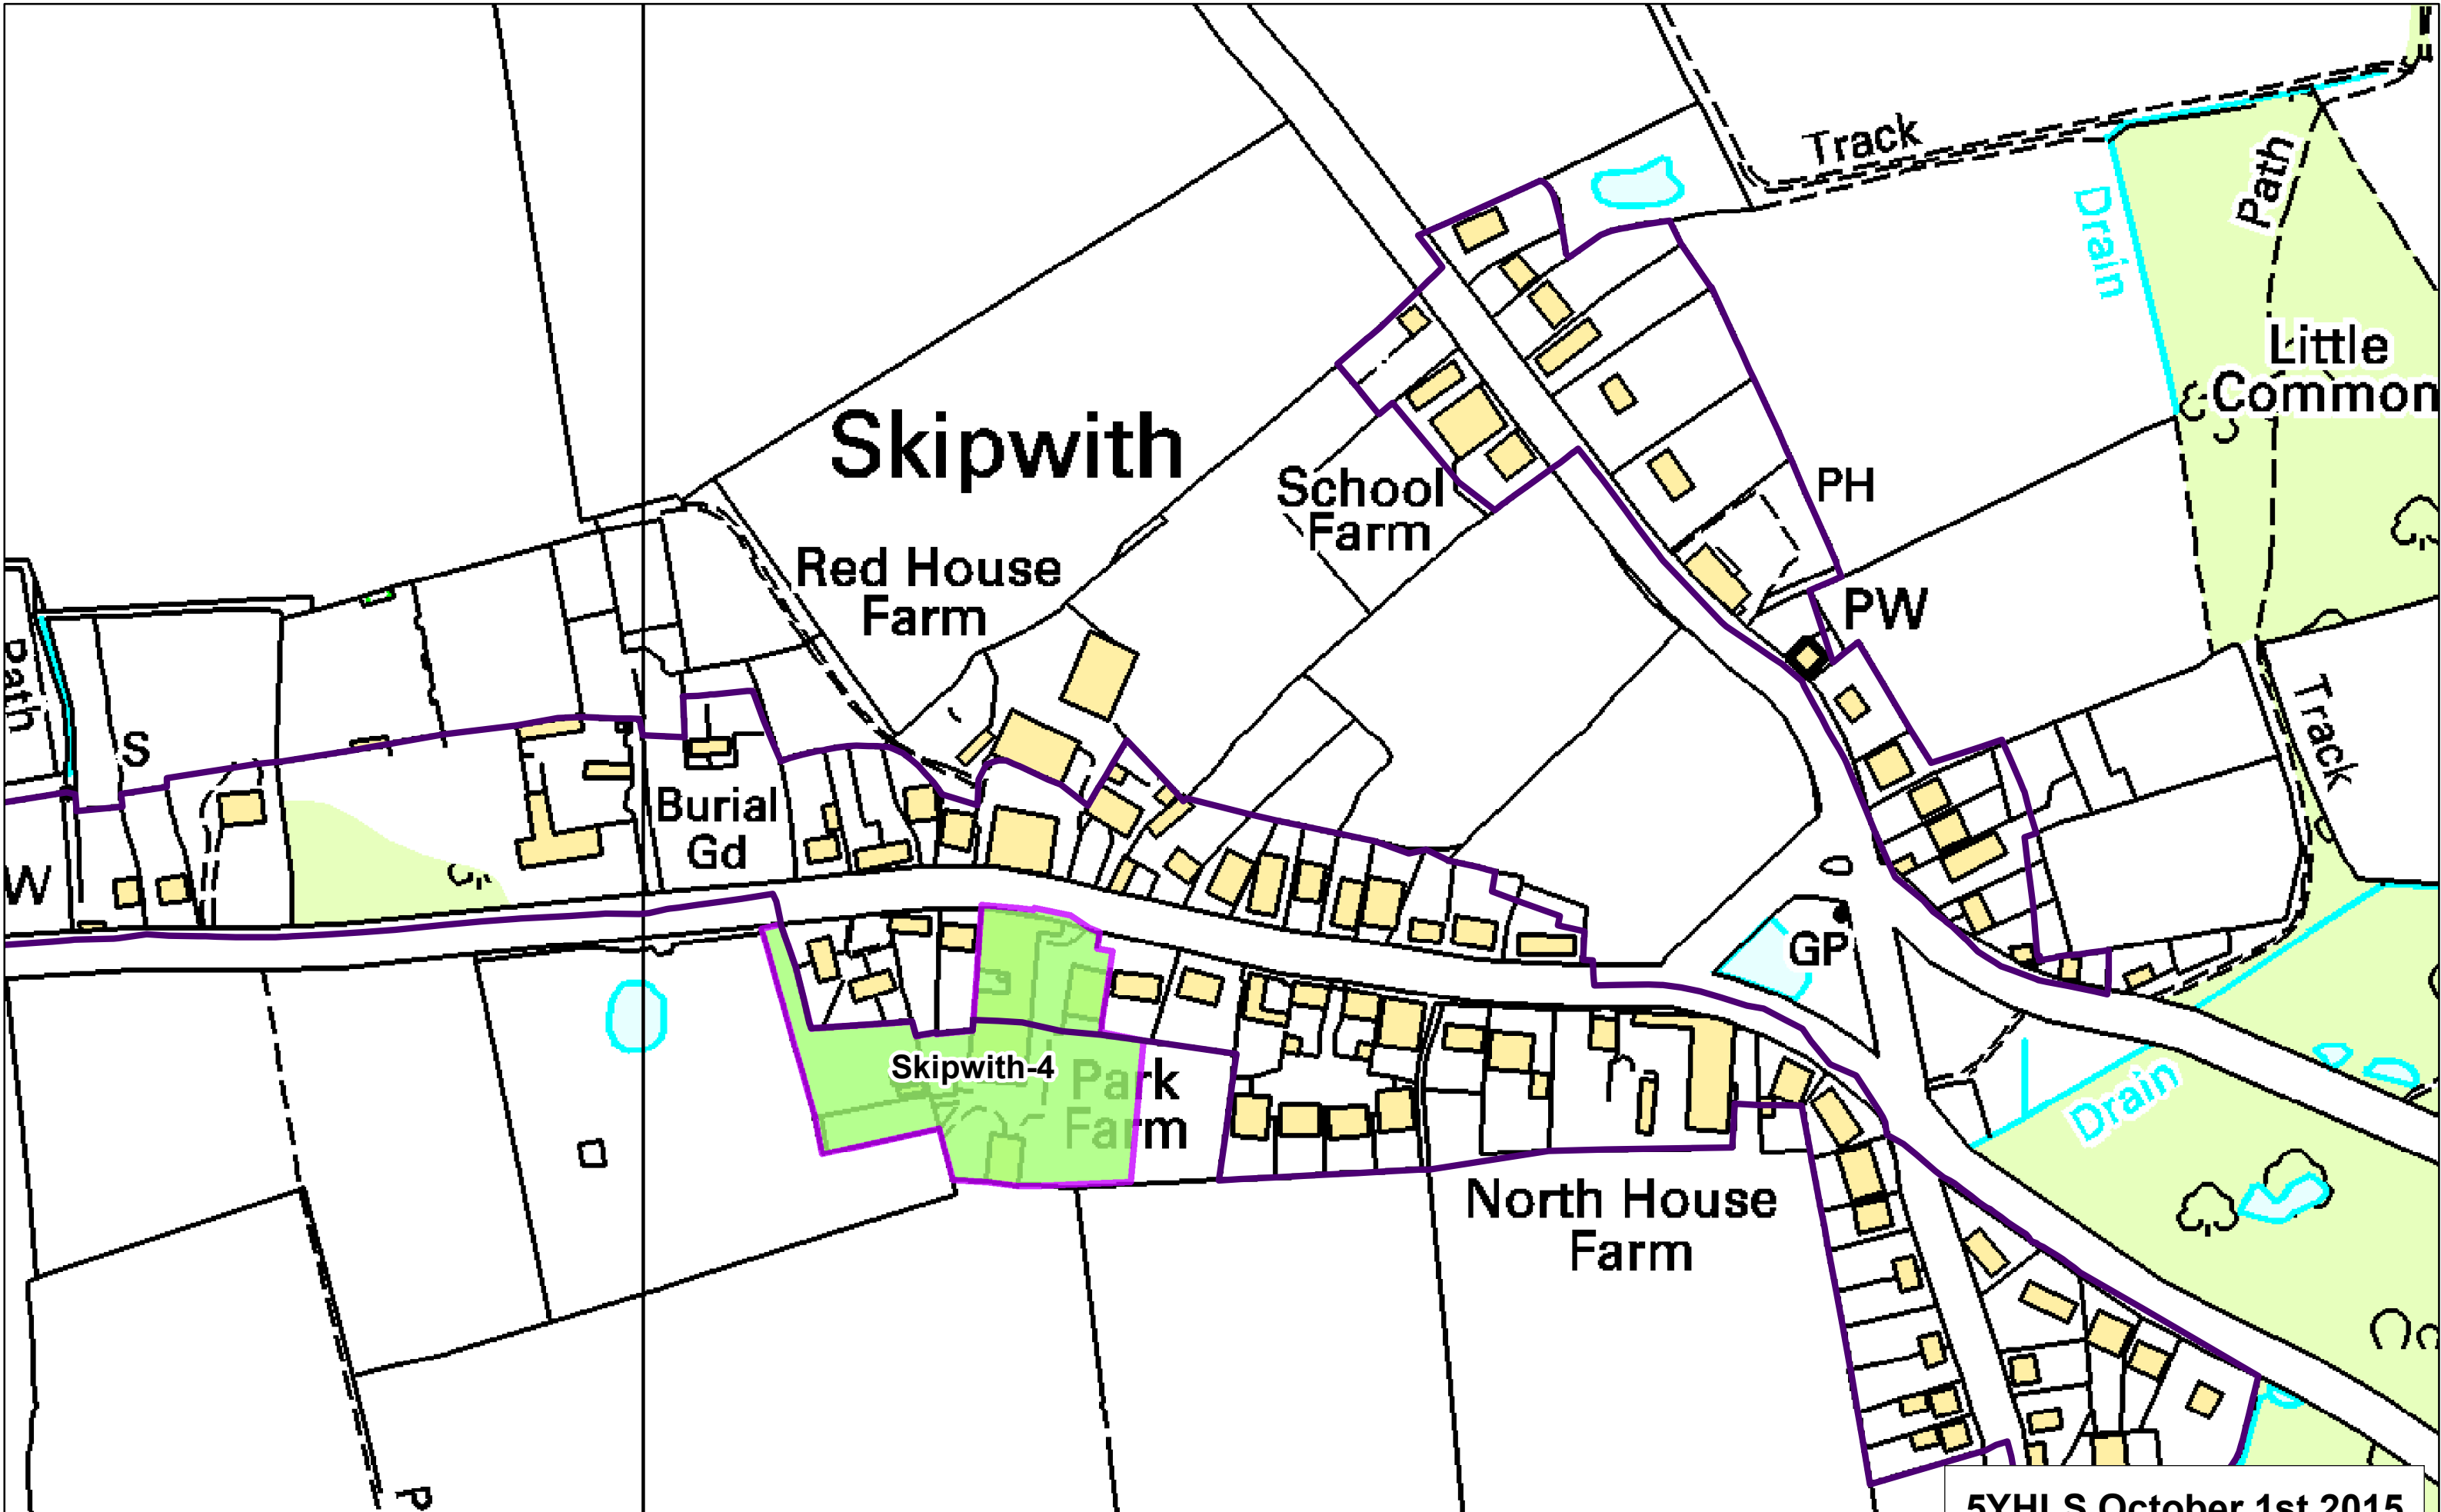 Track
Path
Drain
Little
Common
Skipwith
PH
School
Farm
Red House
Farm
PW
Path
Track
S
Burial
Gd
W
GP
Skipwith-4
Park
Farm
Drain
North House
Farm
P
5YHLS October 1st 2015